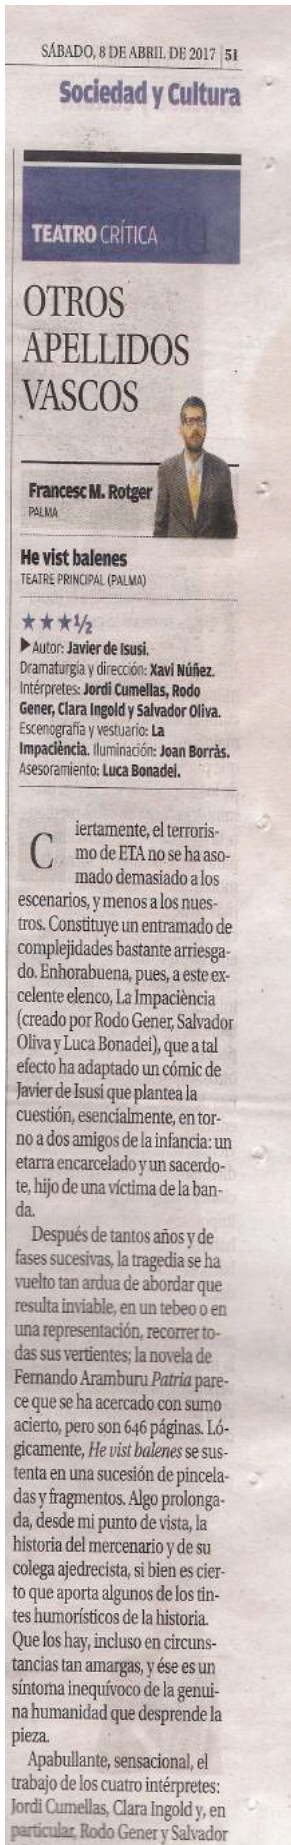 SÁBADO, 8 DE ABRIL DE 2017 | 51
Sociedad y Cultura
TEATRO CRÍTICA
OTROS
APELLIDOS
VASCOS
Francesc M. Rotger
PALMA
He vist balenes
TEATRE PRINCIPAL (PALMA)
★★★½
▶Autor: Javier de Isusi.
Dramaturgia y dirección: Xavi Núñez.
Intérpretes: Jordi Cumellas, Rodo
Gener, Clara Ingold y Salvador Oliva.
Escenografía y vestuario: La
Impaciència. Iluminación: Joan Borràs.
Asesoramiento: Luca Bonadei.
Ciertamente, el terroris-
mo de ETA no se ha aso-
mado demasiado a los
escenarios, y menos a los nues-
tros. Constituye un entramado de
complejidades bastante arriesga-
do. Enhorabuena, pues, a este ex-
celente elenco, La Impaciència
(creado por Rodo Gener, Salvador
Oliva y Luca Bonadei), que a tal
efecto ha adaptado un cómic de
Javier de Isusi que plantea la
cuestión, esencialmente, en tor-
no a dos amigos de la infancia: un
etarra encarcelado y un sacerdo-
te, hijo de una víctima de la ban-
da.
Después de tantos años y de
fases sucesivas, la tragedia se ha
vuelto tan ardua de abordar que
resulta inviable, en un tebeo o en
una representación, recorrer to-
das sus vertientes; la novela de
Fernando Aramburu Patria pare-
ce que se ha acercado con sumo
acierto, pero son 646 páginas. Ló-
gicamente, He vist balenes se sus-
tenta en una sucesión de pincela-
das y fragmentos. Algo prolonga-
da, desde mi punto de vista, la
historia del mercenario y de su
colega ajedrecista, si bien es cier-
to que aporta algunos de los tin-
tes humorísticos de la historia.
Que los hay, incluso en circuns-
tancias tan amargas, y ése es un
síntoma inequívoco de la genui-
na humanidad que desprende la
pieza.
Apabullante, sensacional, el
trabajo de los cuatro intérpretes:
Jordi Cumellas, Clara Ingold y, en
particular, Rodo Gener y Salvador